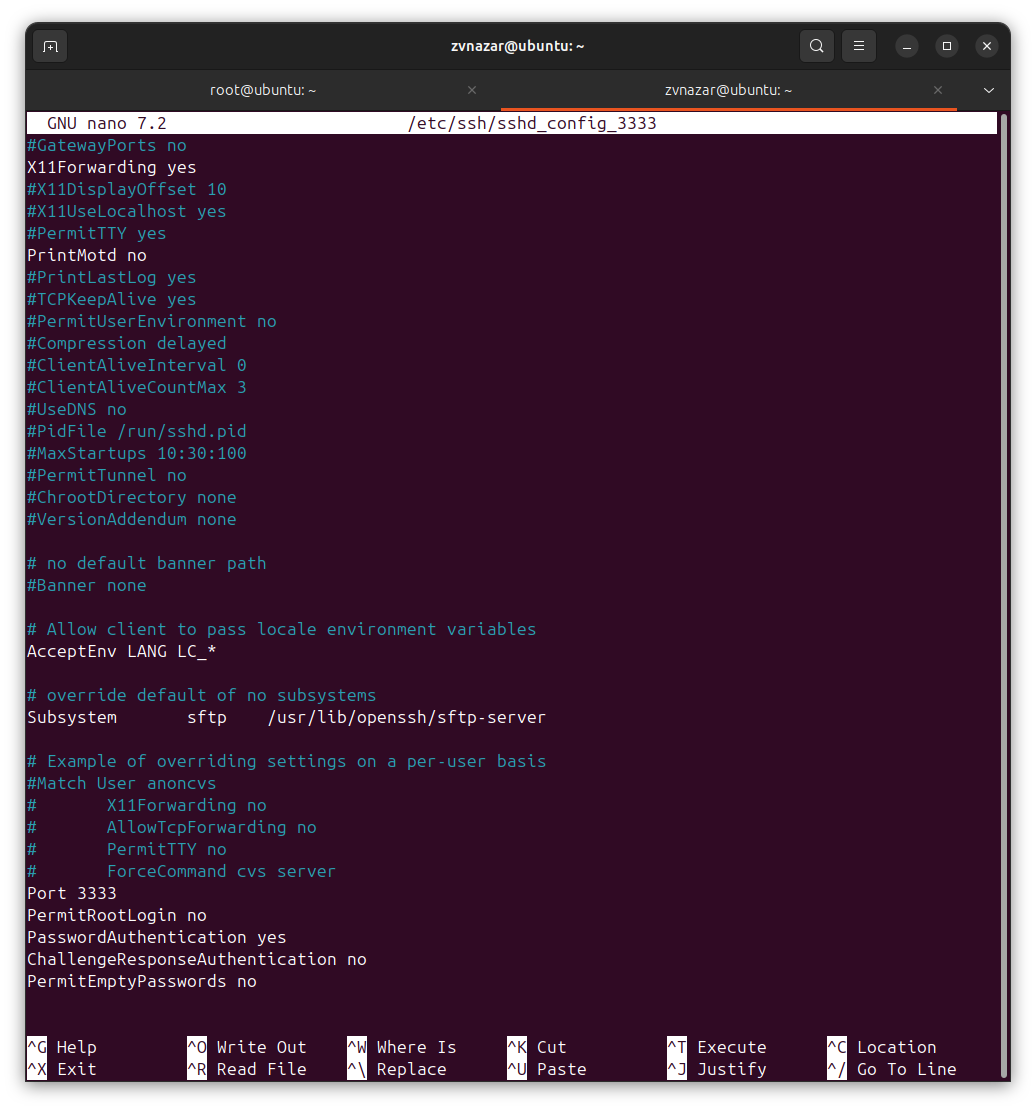 zvnazar@ubuntu: ~
root@ubuntu: ~
zvnazar@ubuntu: ~
GNU nano 7.2 /etc/ssh/sshd_config_3333
#GatewayPorts no
X11Forwarding yes
#X11DisplayOffset 10
#X11UseLocalhost yes
#PermitTTY yes
PrintMotd no
#PrintLastLog yes
#TCPKeepAlive yes
#PermitUserEnvironment no
#Compression delayed
#ClientAliveInterval 0
#ClientAliveCountMax 3
#UseDNS no
#PidFile /run/sshd.pid
#MaxStartups 10:30:100
#PermitTunnel no
#ChrootDirectory none
#VersionAddendum none
# no default banner path
#Banner none
# Allow client to pass locale environment variables
AcceptEnv LANG LC_*
# override default of no subsystems
Subsystem sftp /usr/lib/openssh/sftp-server
# Example of overriding settings on a per-user basis
#Match User anoncvs
# X11Forwarding no
# AllowTcpForwarding no
# PermitTTY no
# ForceCommand cvs server
Port 3333
PermitRootLogin no
PasswordAuthentication yes
ChallengeResponseAuthentication no
PermitEmptyPasswords no
^G Help ^O Write Out ^W Where Is ^K Cut ^T Execute ^C Location
^X Exit ^R Read File ^\ Replace ^U Paste ^J Justify ^/ Go To Line